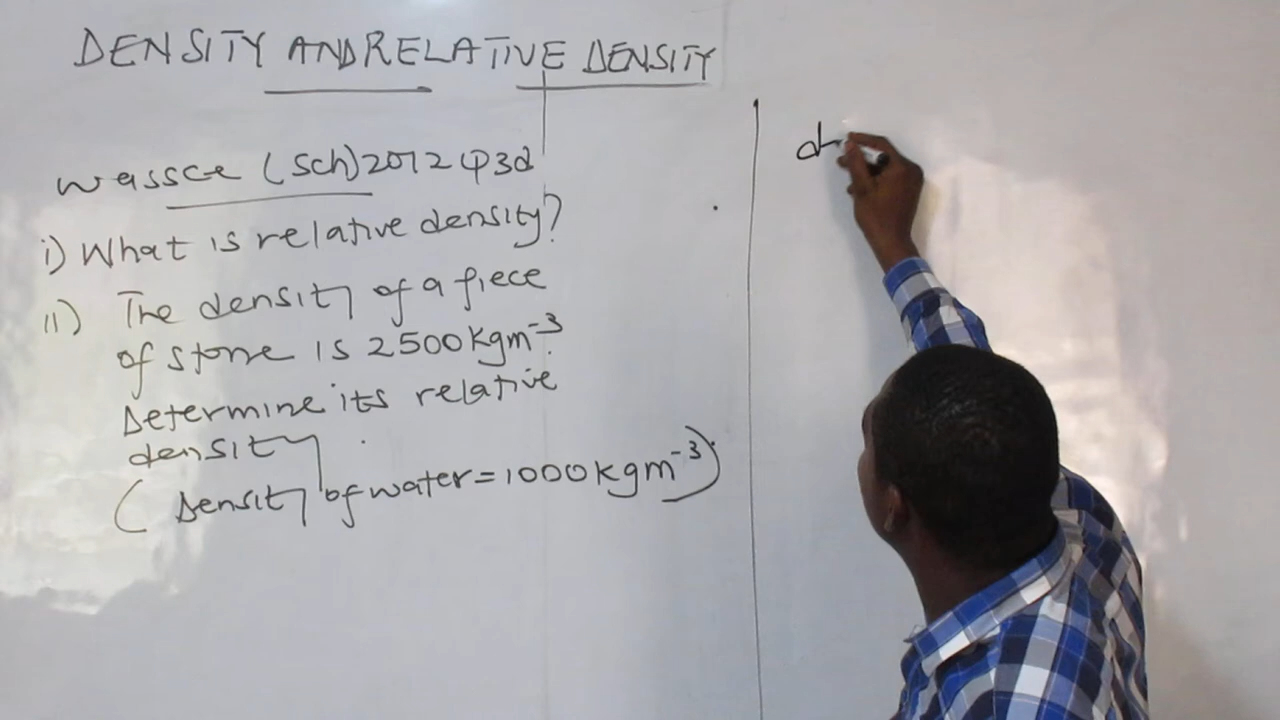 DENSITY AND RELATIVE DENSITY
Wassce (Sch) 2012 Q3d
i) What is relative density?
ii) The density of a piece
of stone is 2500 kgm⁻³.
Determine its relative
density.
(Density of water = 1000 kgm⁻³)
d